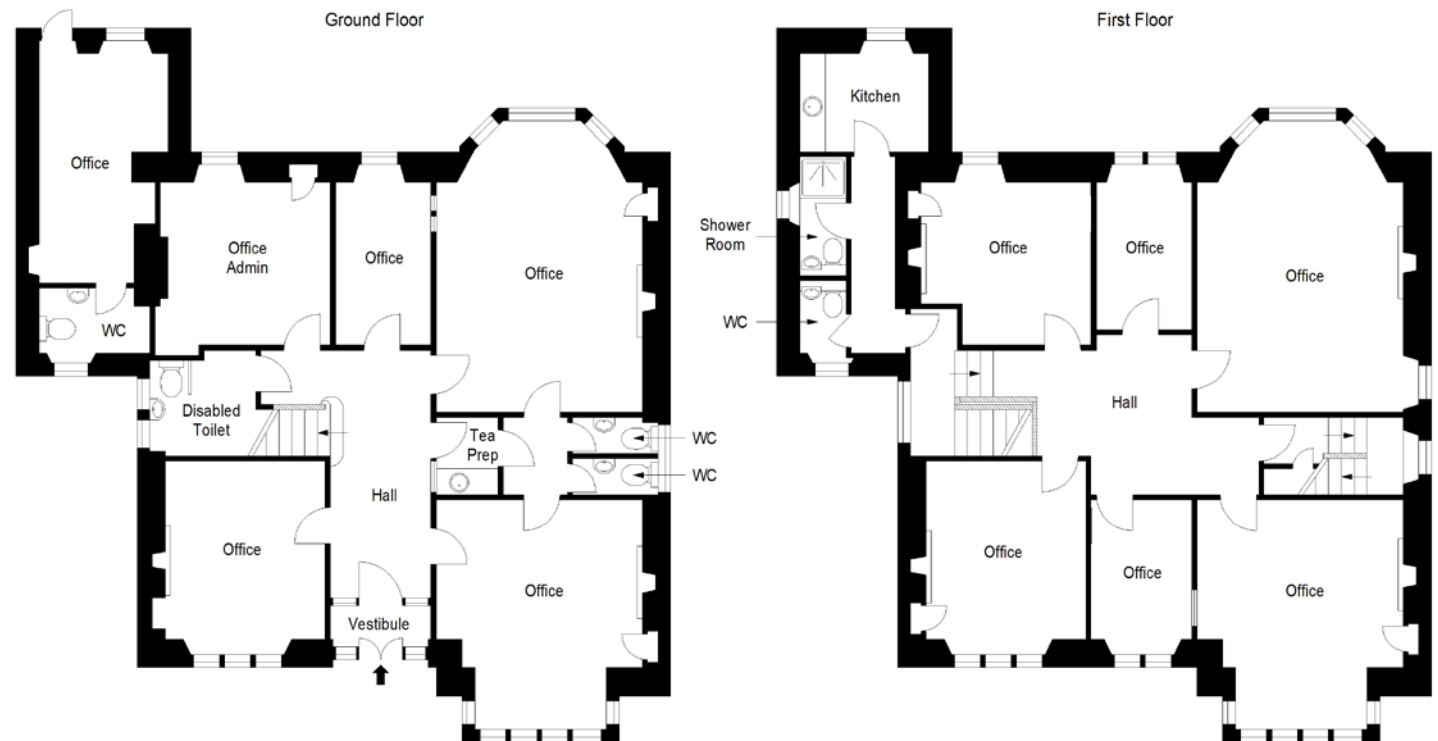 Ground Floor
First Floor
Office
Office
Admin
Office
Office
WC
Disabled
Toilet
Tea
Prep
WC
WC
Hall
Office
Office
Vestibule
Kitchen
Shower
Room
WC
Office
Office
Office
Hall
Office
Office
Office